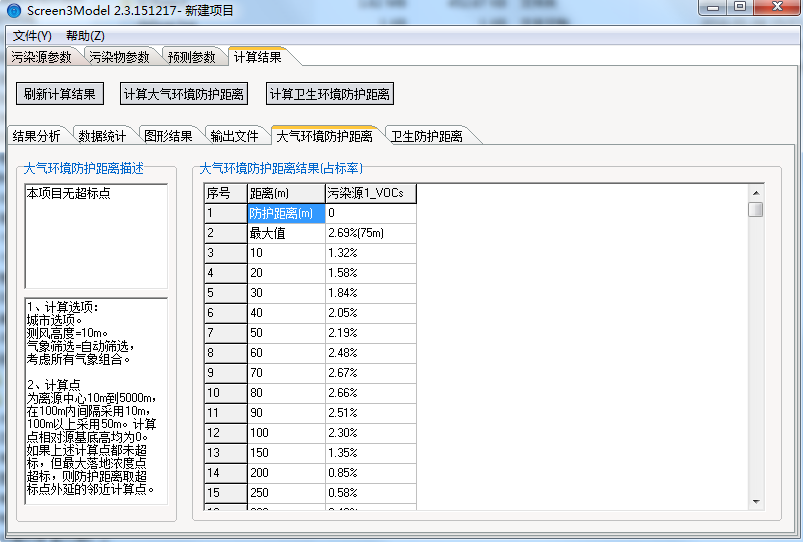 Screen3Model 2.3.151217- 新建项目
文件(Y) 帮助(Z)
污染源参数 污染物参数 预测参数 计算结果
刷新计算结果 计算大气环境防护距离 计算卫生环境防护距离
结果分析 数据统计 图形结果 输出文件 大气环境防护距离 卫生防护距离
大气环境防护距离描述
本项目无超标点
1、计算选项:
城市选项。
测风高度=10m。
气象筛选=自动筛选,
考虑所有气象组合。
2、计算点
为离源中心10m到5000m,
在100m内间隔采用10m,
100m以上采用50m。计算
点相对源基底高均为0。
如果上述计算点都未超
标,但最大落地浓度点
超标,则防护距离取超
标点外延的邻近计算点。
大气环境防护距离结果(占标率)
序号 距离(m) 污染源1_VOCs
1 防护距离(m) 0
2 最大值 2.69%(75m)
3 10 1.32%
4 20 1.58%
5 30 1.84%
6 40 2.05%
7 50 2.19%
8 60 2.48%
9 70 2.67%
10 80 2.66%
11 90 2.51%
12 100 2.30%
13 150 1.35%
14 200 0.85%
15 250 0.58%